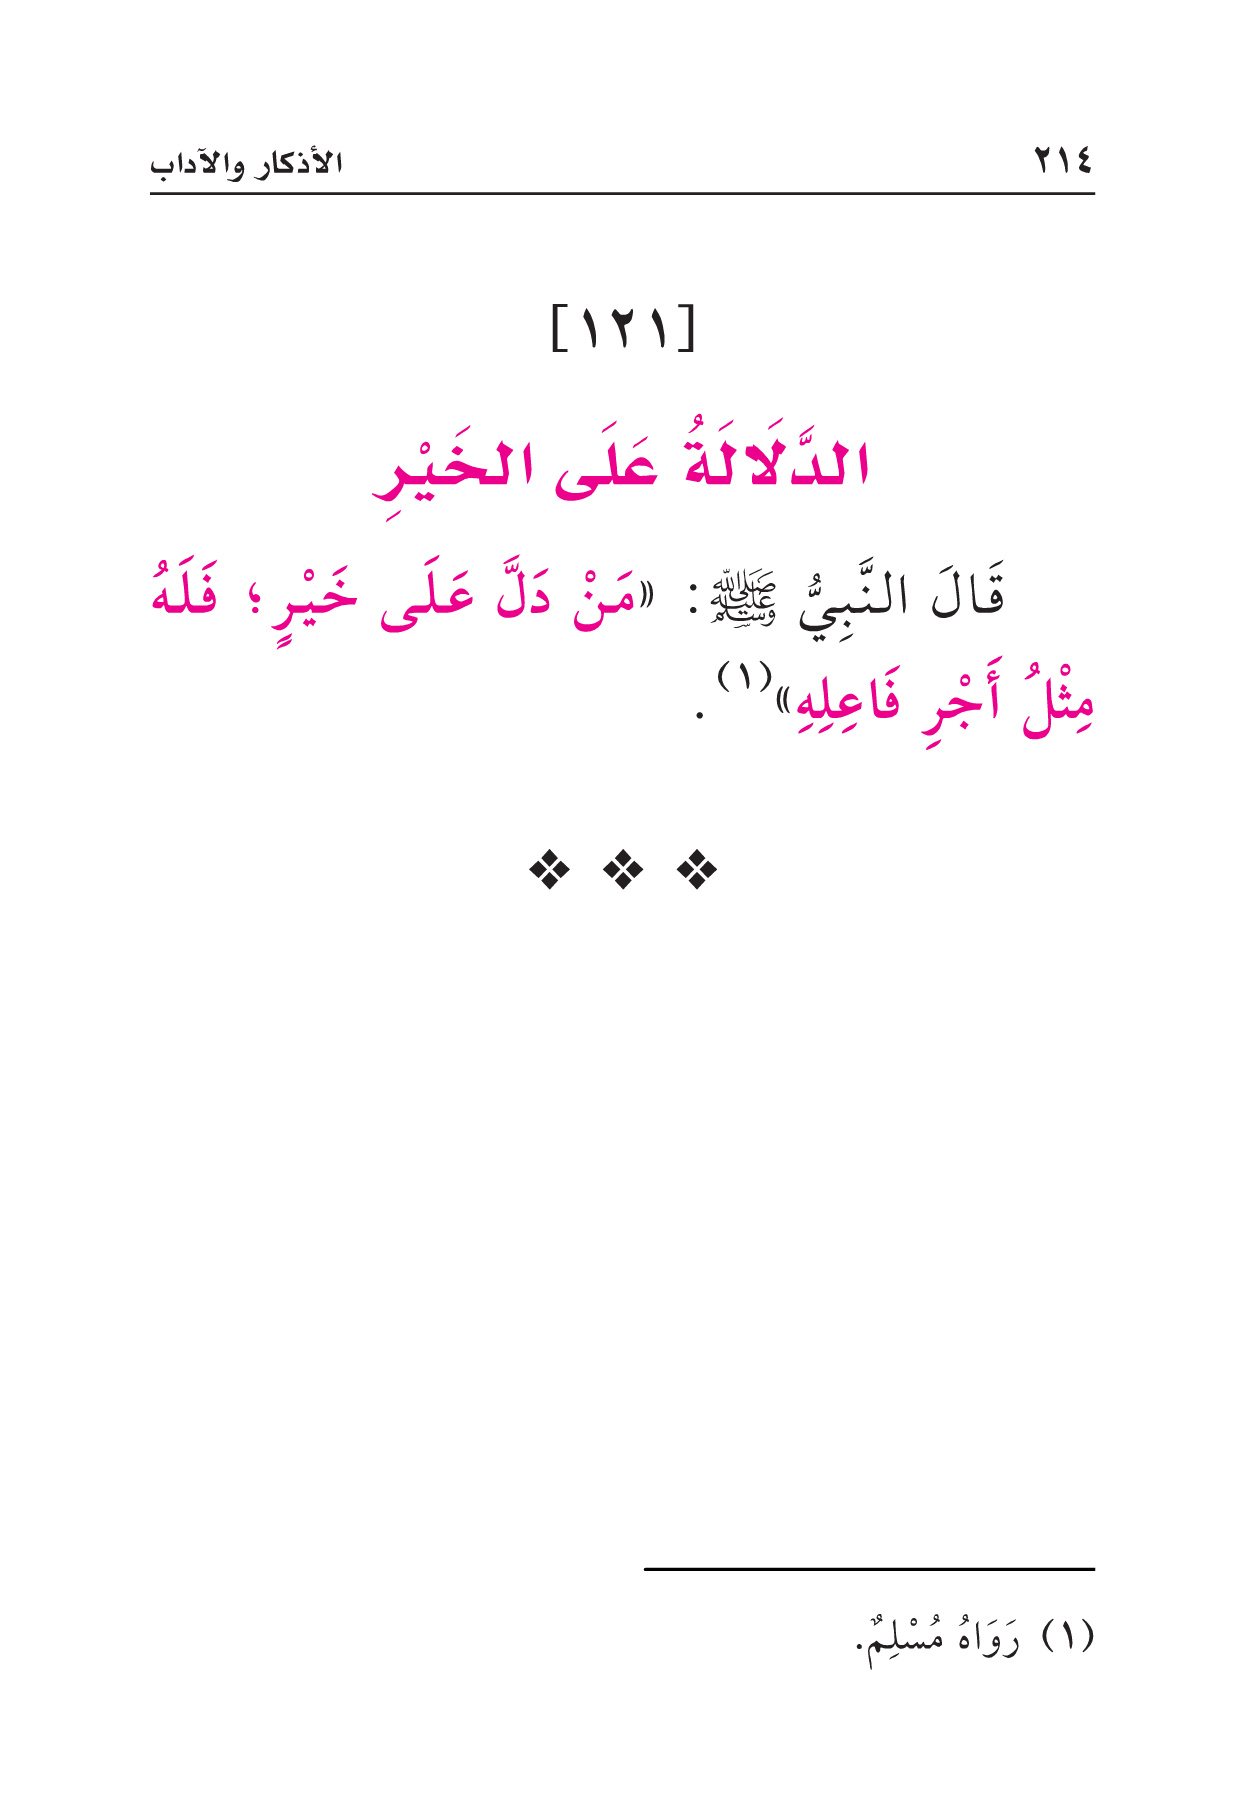 ٢١٤ الأذكار والآداب
[١٢١]
الدَّلَالَةُ عَلَى الخَيْرِ
قَالَ النَّبِيُّ ﷺ: «مَنْ دَلَّ عَلَى خَيْرٍ؛ فَلَهُ
مِثْلُ أَجْرِ فَاعِلِهِ»(١).
(١) رَوَاهُ مُسْلِمٌ.